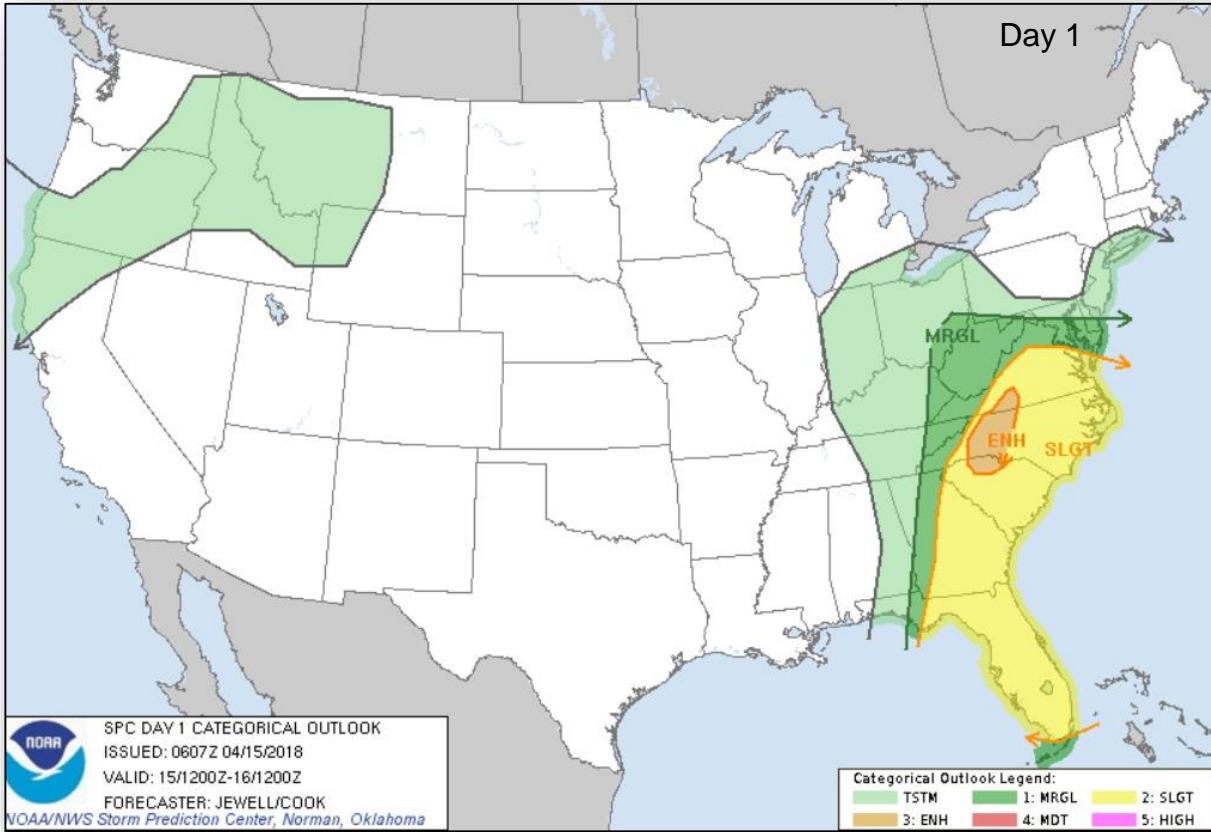 Day 1
MRGL
ENH
SLGT
NOAA
SPC DAY 1 CATEGORICAL OUTLOOK
ISSUED: 0607Z 04/15/2018
VALID: 15/1200Z-16/1200Z
FORECASTER: JEWELL/COOK
NOAA/NWS Storm Prediction Center, Norman, Oklahoma
Categorical Outlook Legend:
TSTM 1: MRGL 2: SLGT
3: ENH 4: MDT 5: HIGH